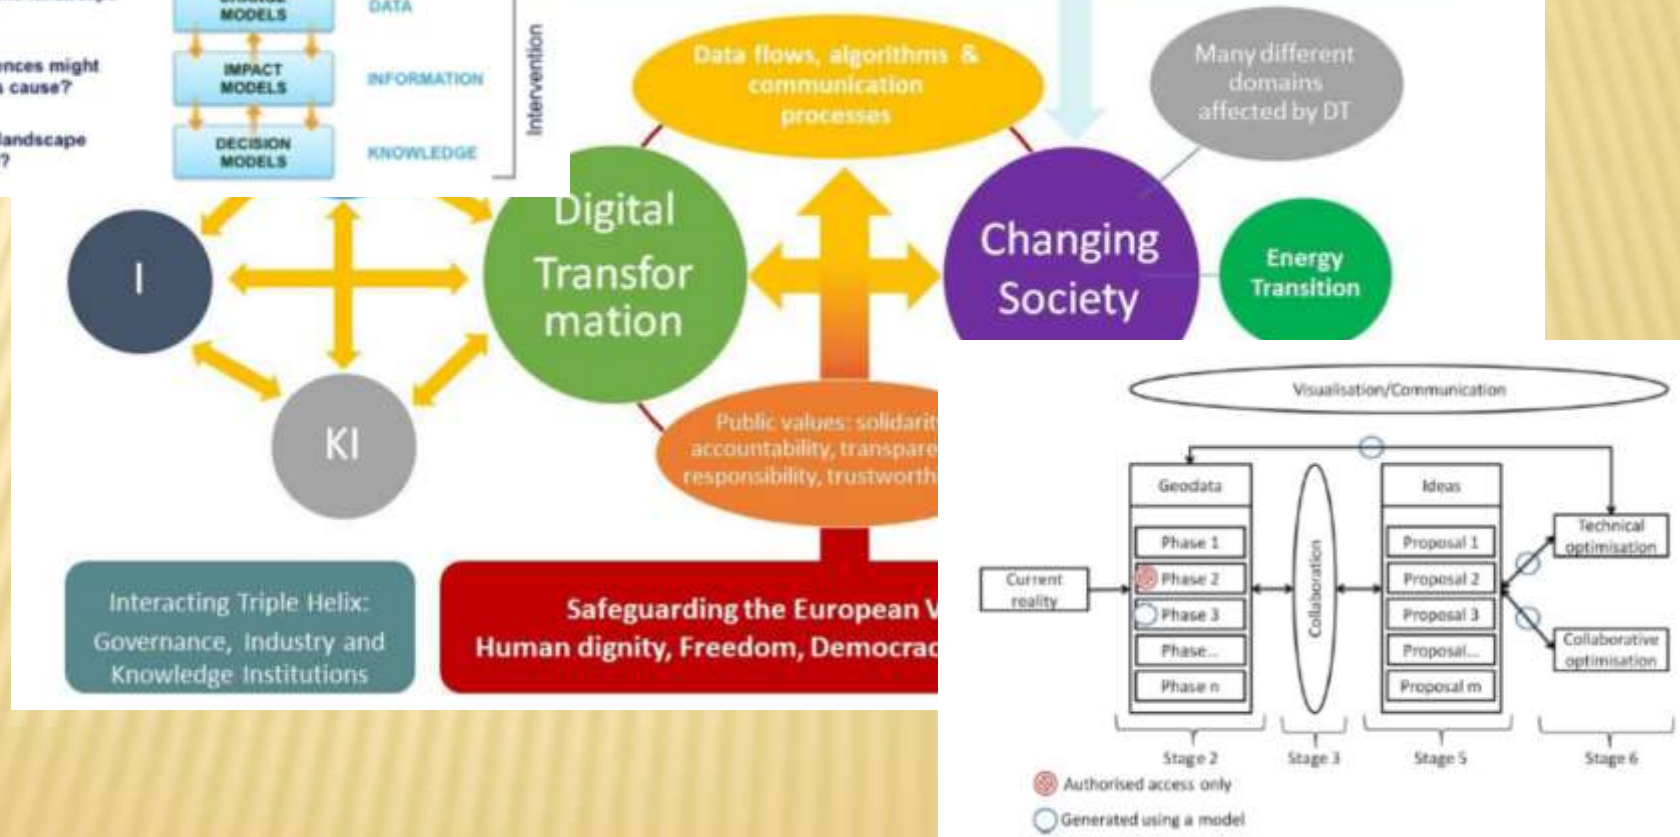 MODELS
DATA
ences might
s cause?
IMPACT
MODELS
INFORMATION
landscape
?
DECISION
MODELS
KNOWLEDGE
Intervention
Data flows, algorithms &
communication
processes
Many different
domains
affected by DT
I
Digital
Transfor
mation
Changing
Society
Energy
Transition
KI
Public values: solidarit
accountability, transpare
responsibility, trustworth
Interacting Triple Helix:
Governance, Industry and
Knowledge Institutions
Safeguarding the European V
Human dignity, Freedom, Democrac
Visualisation/Communication
Geodata
Phase 1
Phase 2
Phase 3
Phase...
Phase n
Current
reality
Collaboration
Ideas
Proposal 1
Proposal 2
Proposal 3
Proposal...
Proposal m
Technical
optimisation
Collaborative
optimisation
Stage 2
Stage 3
Stage 5
Stage 6
Authorised access only
Generated using a model